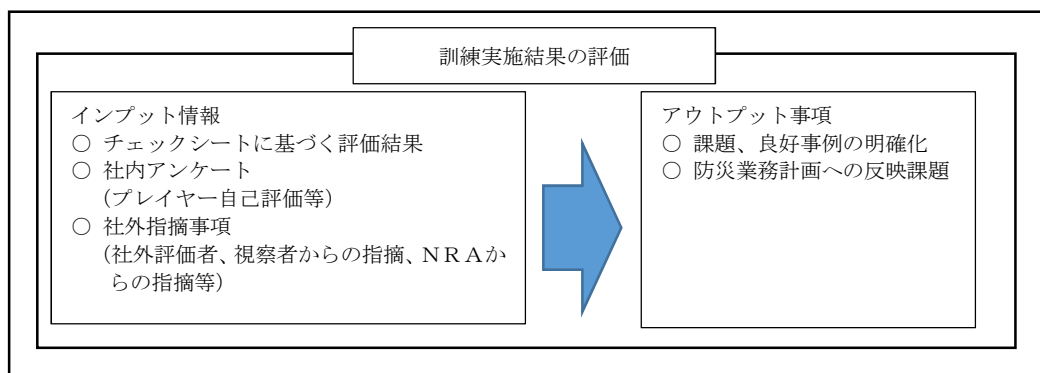 訓練実施結果の評価
インプット情報
○ チェックシートに基づく評価結果
○ 社内アンケート
（プレイヤー自己評価等）
○ 社外指摘事項
（社外評価者、視察者からの指摘、ＮＲＡか
らの指摘等）
アウトプット事項
○ 課題、良好事例の明確化
○ 防災業務計画への反映課題